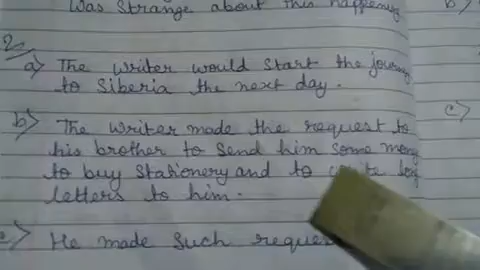 Was strange about this happening
b)
2.
a) The writer would start the journey
to Siberia the next day.
b) The writer made the request to
c)
his brother to send him some money
to buy stationery and to write
letters to him.
c) He made such